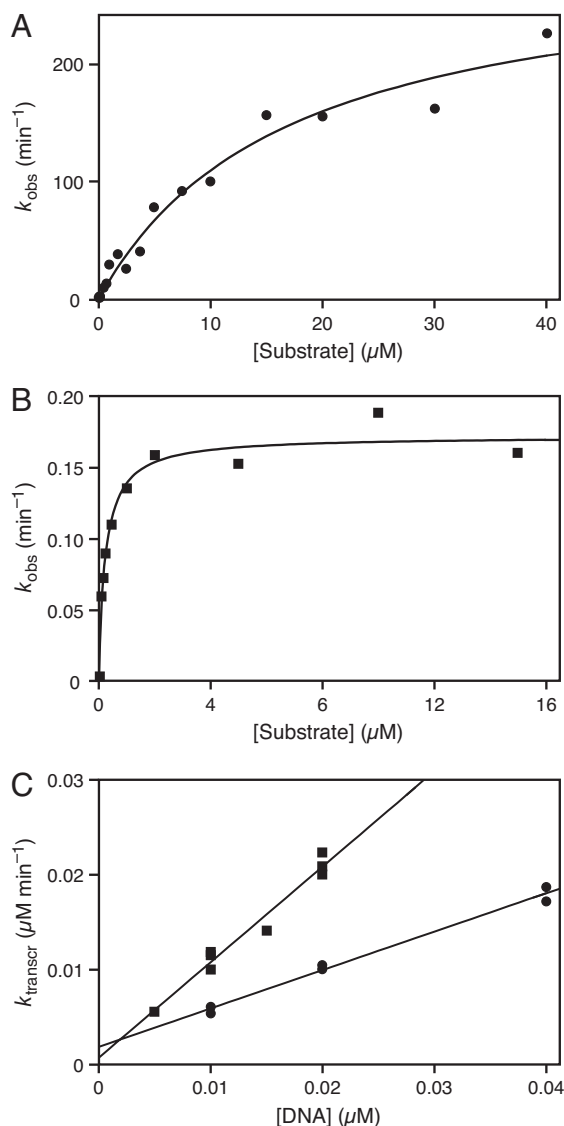 A
200
100
0
k_obs (min⁻¹)
0 10 20 30 40
[Substrate] (µM)
B
0.20
0.15
0.10
0.05
0
k_obs (min⁻¹)
0 4 6 12 16
[Substrate] (µM)
C
0.03
0.02
0.01
0
k_transcr (µM min⁻¹)
0 0.01 0.02 0.03 0.04
[DNA] (µM)